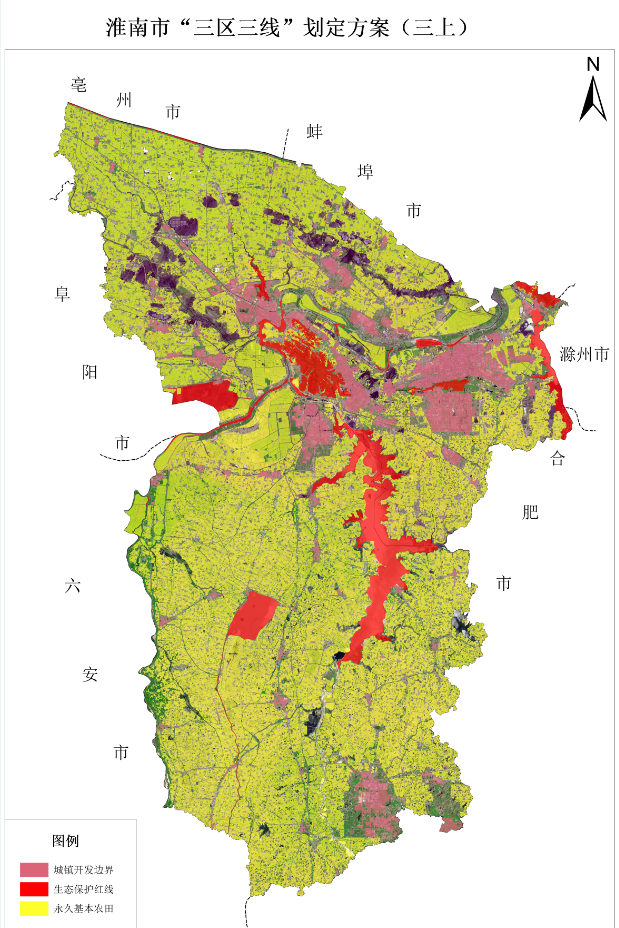 淮南市“三区三线”划定方案（三上）
N
亳州市
蚌埠市
阜阳市
滁州市
合肥市
六安市
图例
城镇开发边界
生态保护红线
永久基本农田